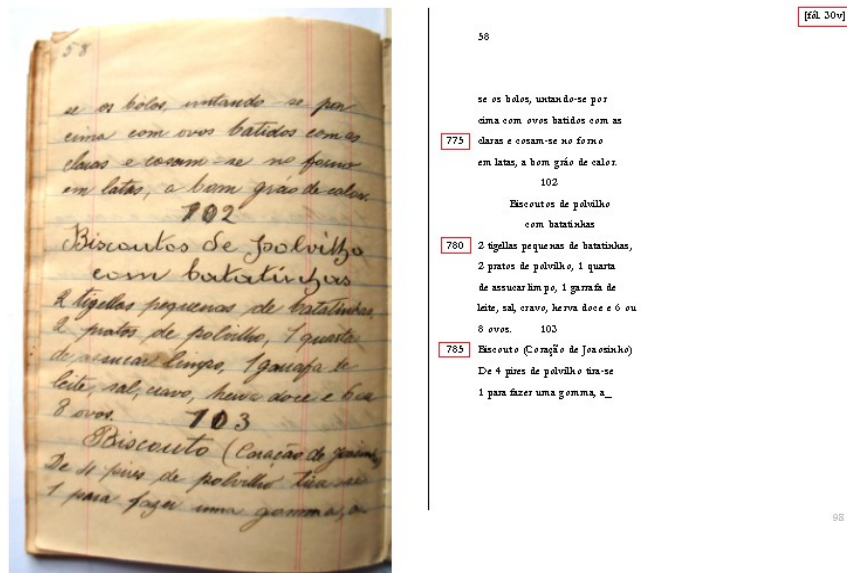 58
se os bolos, untando-se por
cima com ovos batidos com as
claras e cosam-se no forno
em latas, a bom gráo de calor.
102
Biscoutos de polvilho
com batatinhas
2 tigellas pequenas de batatinhas,
2 pratos de polvilho, 1 quarta
de assucar limpo, 1 garrafa de
leite, sal, cravo, herva doce e 6 ou
8 ovos.
103
Biscouto (Coração de Joasinho)
De 4 pires de polvilho tira-se
1 para fazer uma gomma, a
[fól. 30v]
58
se os bolos, untando-se por
cima com ovos batidos com as
775 claras e cosam-se no forno
em latas, a bom gráo de calor.
102
Biscoutos de polvilho
com batatinhas
780 2 tigellas pequenas de batatinhas,
2 pratos de polvilho, 1 quarta
de assucar limpo, 1 garrafa de
leite, sal, cravo, herva doce e 6 ou
8 ovos. 103
785 Biscouto (Coração de Joaosinho)
De 4 pires de polvilho tira-se
1 para fazer uma gomma, a_
98